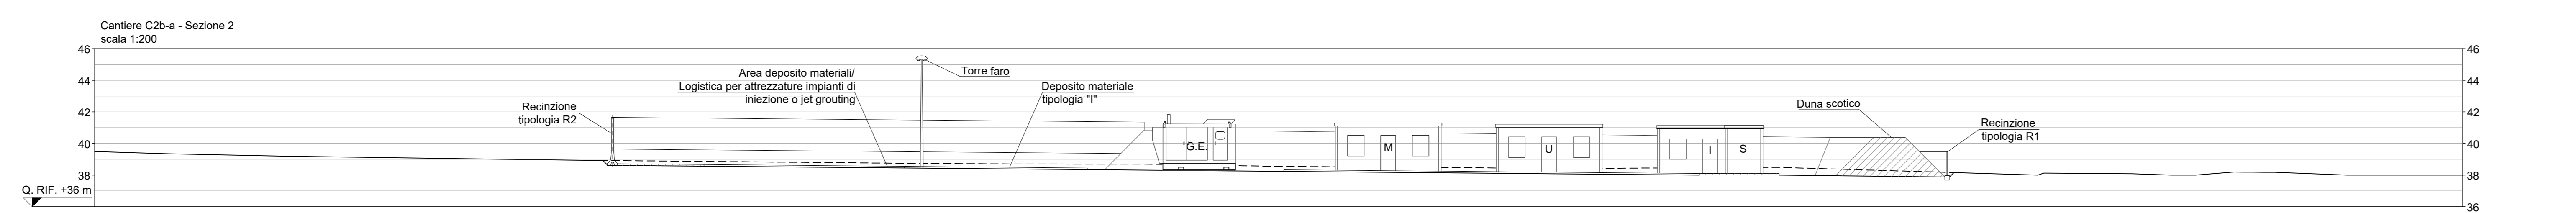 Cantiere C2b-a - Sezione 2
scala 1:200
46
44
42
40
38
Q. RIF. +36 m
Recinzione
tipologia R2
Area deposito materiali/
Logistica per attrezzature impianti di
iniezione o jet grouting
Torre faro
Deposito materiale
tipologia "I"
G.E.
M
U
I
S
Duna scotico
Recinzione
tipologia R1
46
44
42
40
38
36